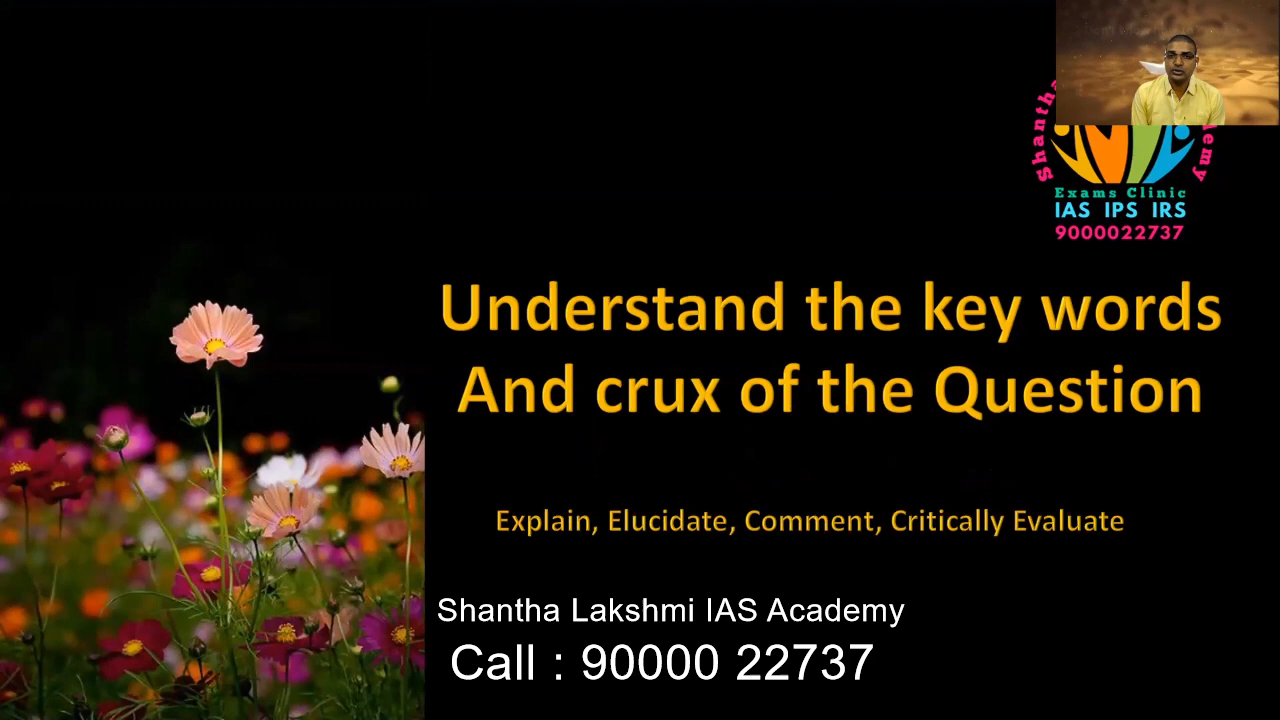 Shantha
emy
Exams Clinic
IAS IPS IRS
9000022737
Understand the key words
And crux of the Question
Explain, Elucidate, Comment, Critically Evaluate
Shantha Lakshmi IAS Academy
Call : 90000 22737